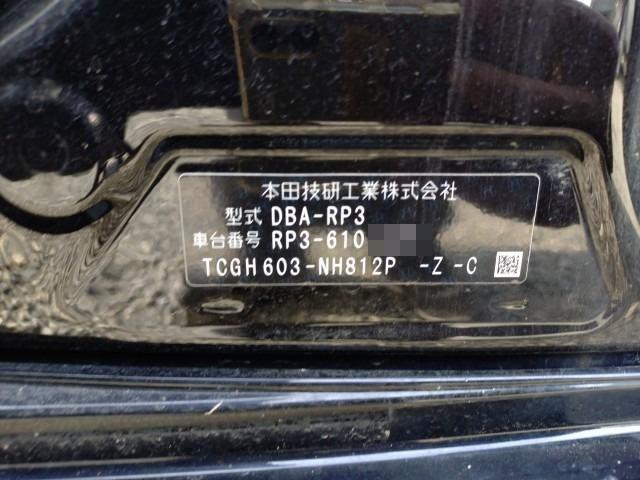 本田技研工業株式会社
型式 DBA-RP3
車台番号 RP3-610
TCGH603-NH812P -Z -C